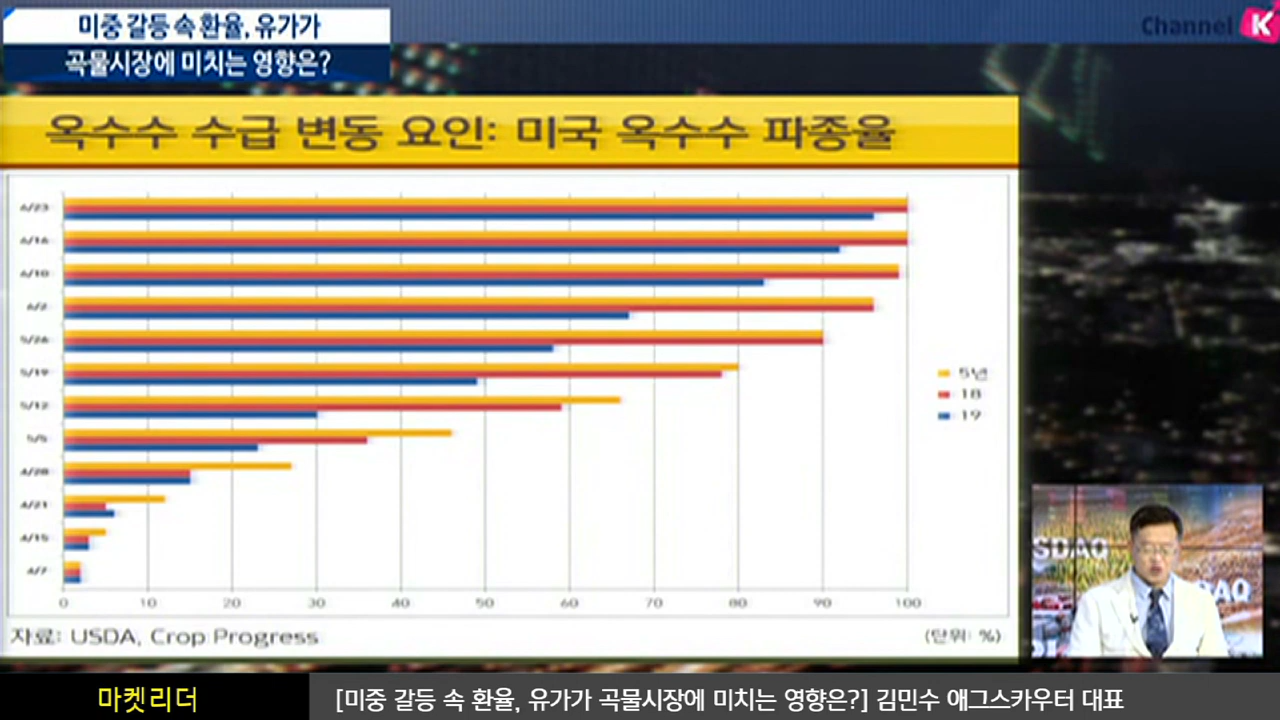 미중 갈등 속 환율, 유가가
곡물시장에 미치는 영향은?
Channel K
옥수수 수급 변동 요인: 미국 옥수수 파종율
6/23
6/16
6/10
6/2
5/26
5/19
5/12
5/5
4/28
4/21
4/15
4/7
0 10 20 30 40 50 60 70 80 90 100
5년
18
19
자료: USDA, Crop Progress
(단위: %)
SDAQ
DAQ
마켓리더
[미중 갈등 속 환율, 유가가 곡물시장에 미치는 영향은?] 김민수 애그스카우터 대표